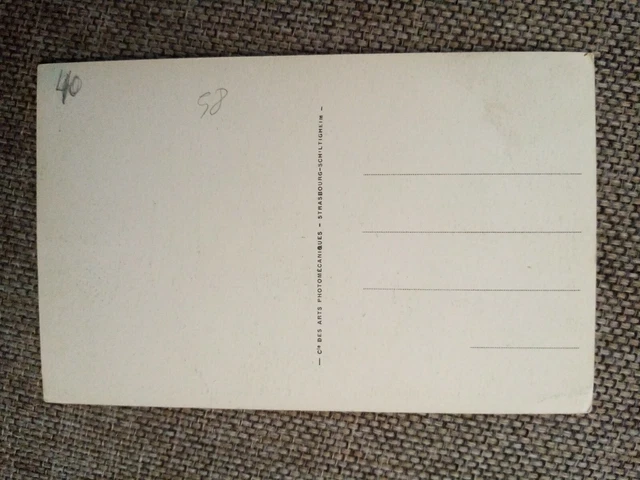 40
58
— Cie DES ARTS PHOTOMÉCANIQUES - STRASBOURG-SCHILTIGHEIM —